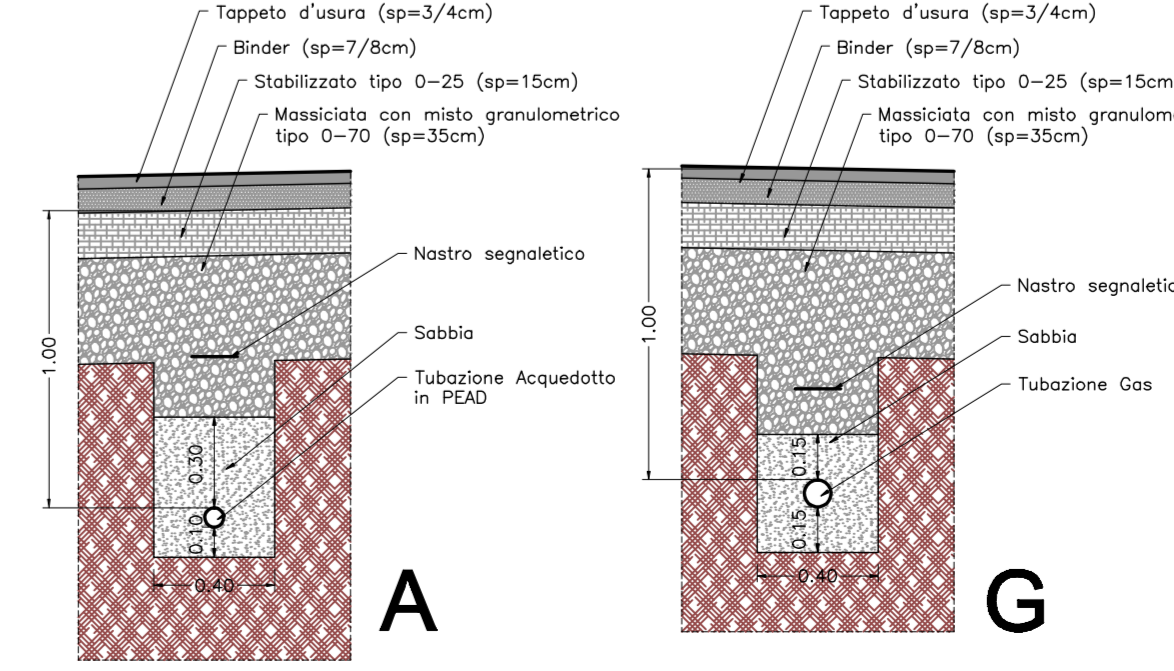 Tappeto d'usura (sp=3/4cm)
Binder (sp=7/8cm)
Stabilizzato tipo 0-25 (sp=15cm)
Massiciata con misto granulometrico
tipo 0-70 (sp=35cm)
Nastro segnaletico
Sabbia
Tubazione Acquedotto
in PEAD
1.00
0.30
0.10
0.40
A
Tappeto d'usura (sp=3/4cm)
Binder (sp=7/8cm)
Stabilizzato tipo 0-25 (sp=15cm
Massiciata con misto granulome
tipo 0-70 (sp=35cm)
Nastro segnaletic
Sabbia
Tubazione Gas
1.00
0.15
0.15
0.40
G